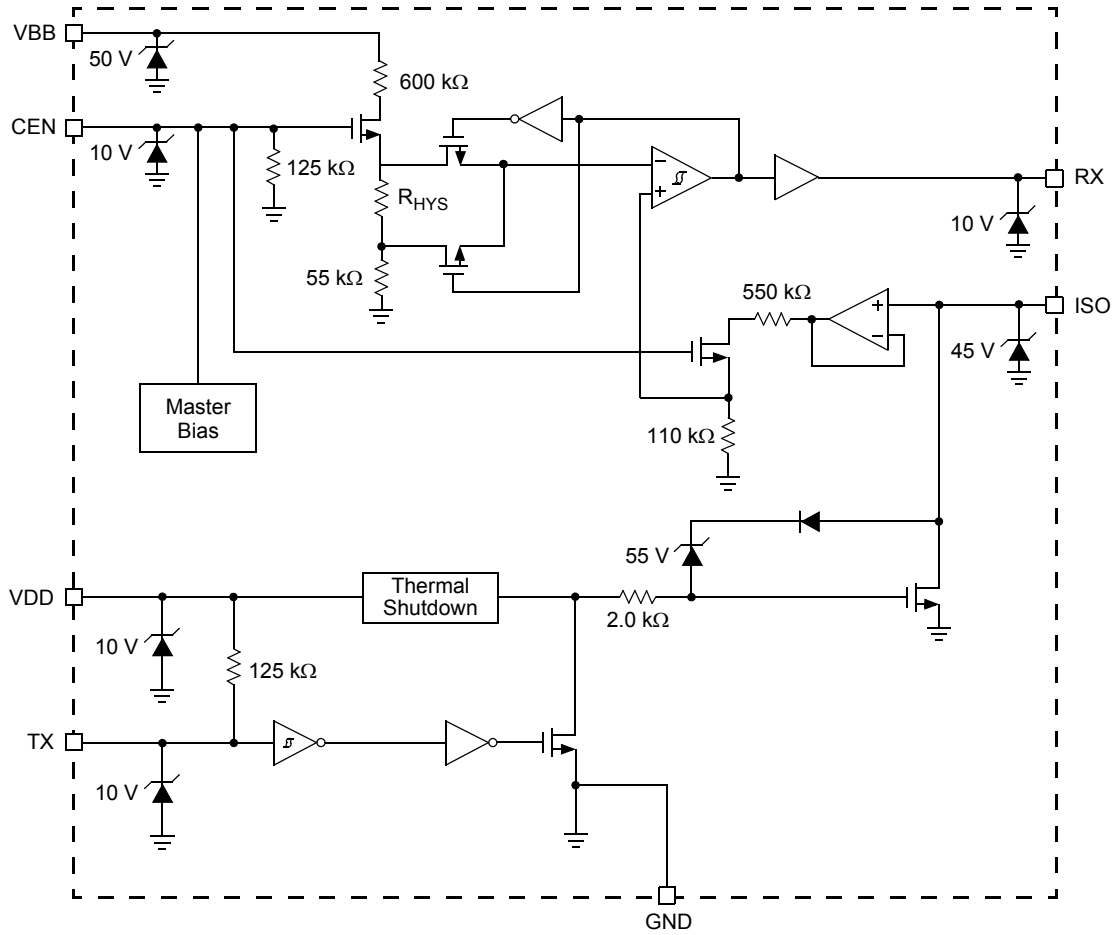 VBB
50 V
600 kΩ
CEN
10 V
125 kΩ
R_HYS
55 kΩ
−
+
RX
10 V
550 kΩ
+
−
ISO
45 V
Master
Bias
110 kΩ
55 V
VDD
Thermal
Shutdown
2.0 kΩ
10 V
125 kΩ
TX
10 V
GND